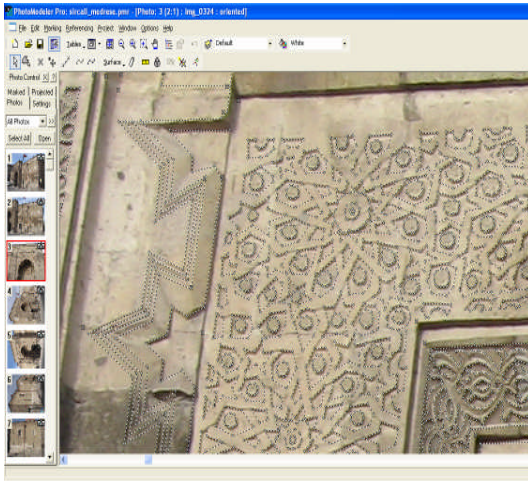 PhotoModeler Pro: sircall_medrese.pmr - [Photo: 3 (2:1) : img_0324 : oriented]
File Edit Marking Referencing Project Window Options Help
Tables Default White
Surface
Photo Control
Marked Photos Projected Settings
All Photos >>
Select All Open
1
2
3
4
5
6
7